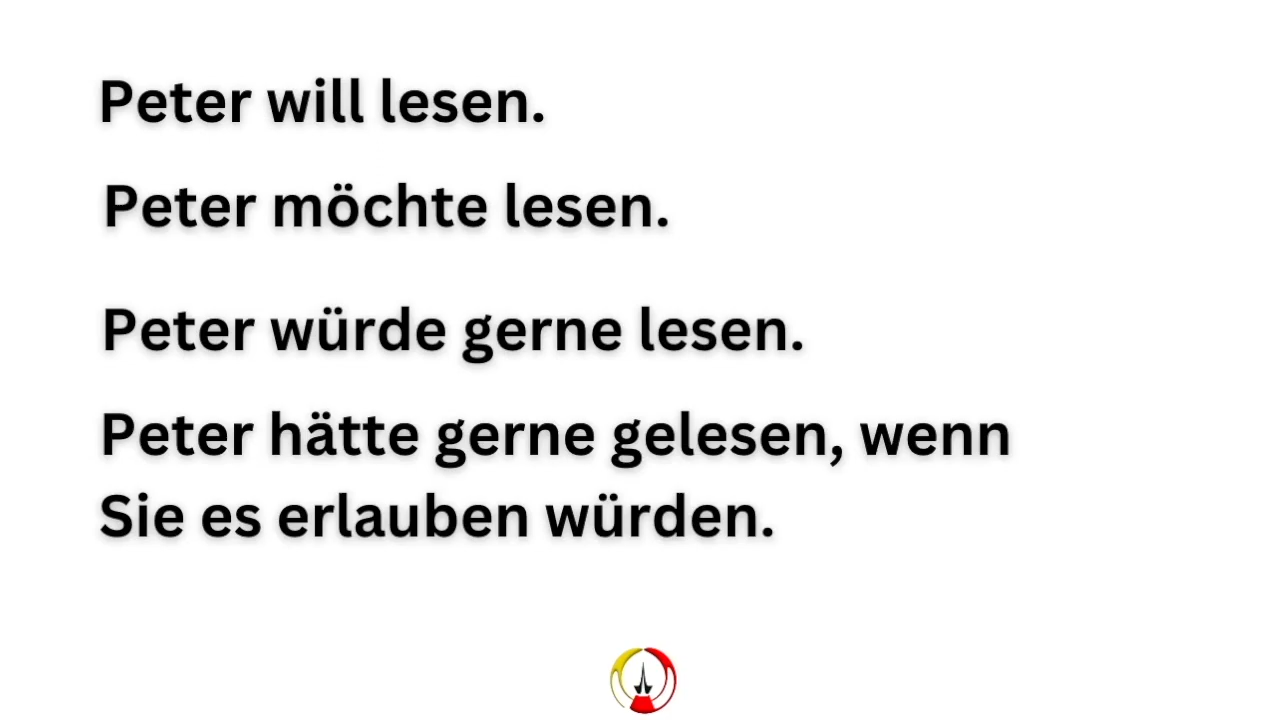 Peter will lesen.
Peter möchte lesen.
Peter würde gerne lesen.
Peter hätte gerne gelesen, wenn
Sie es erlauben würden.